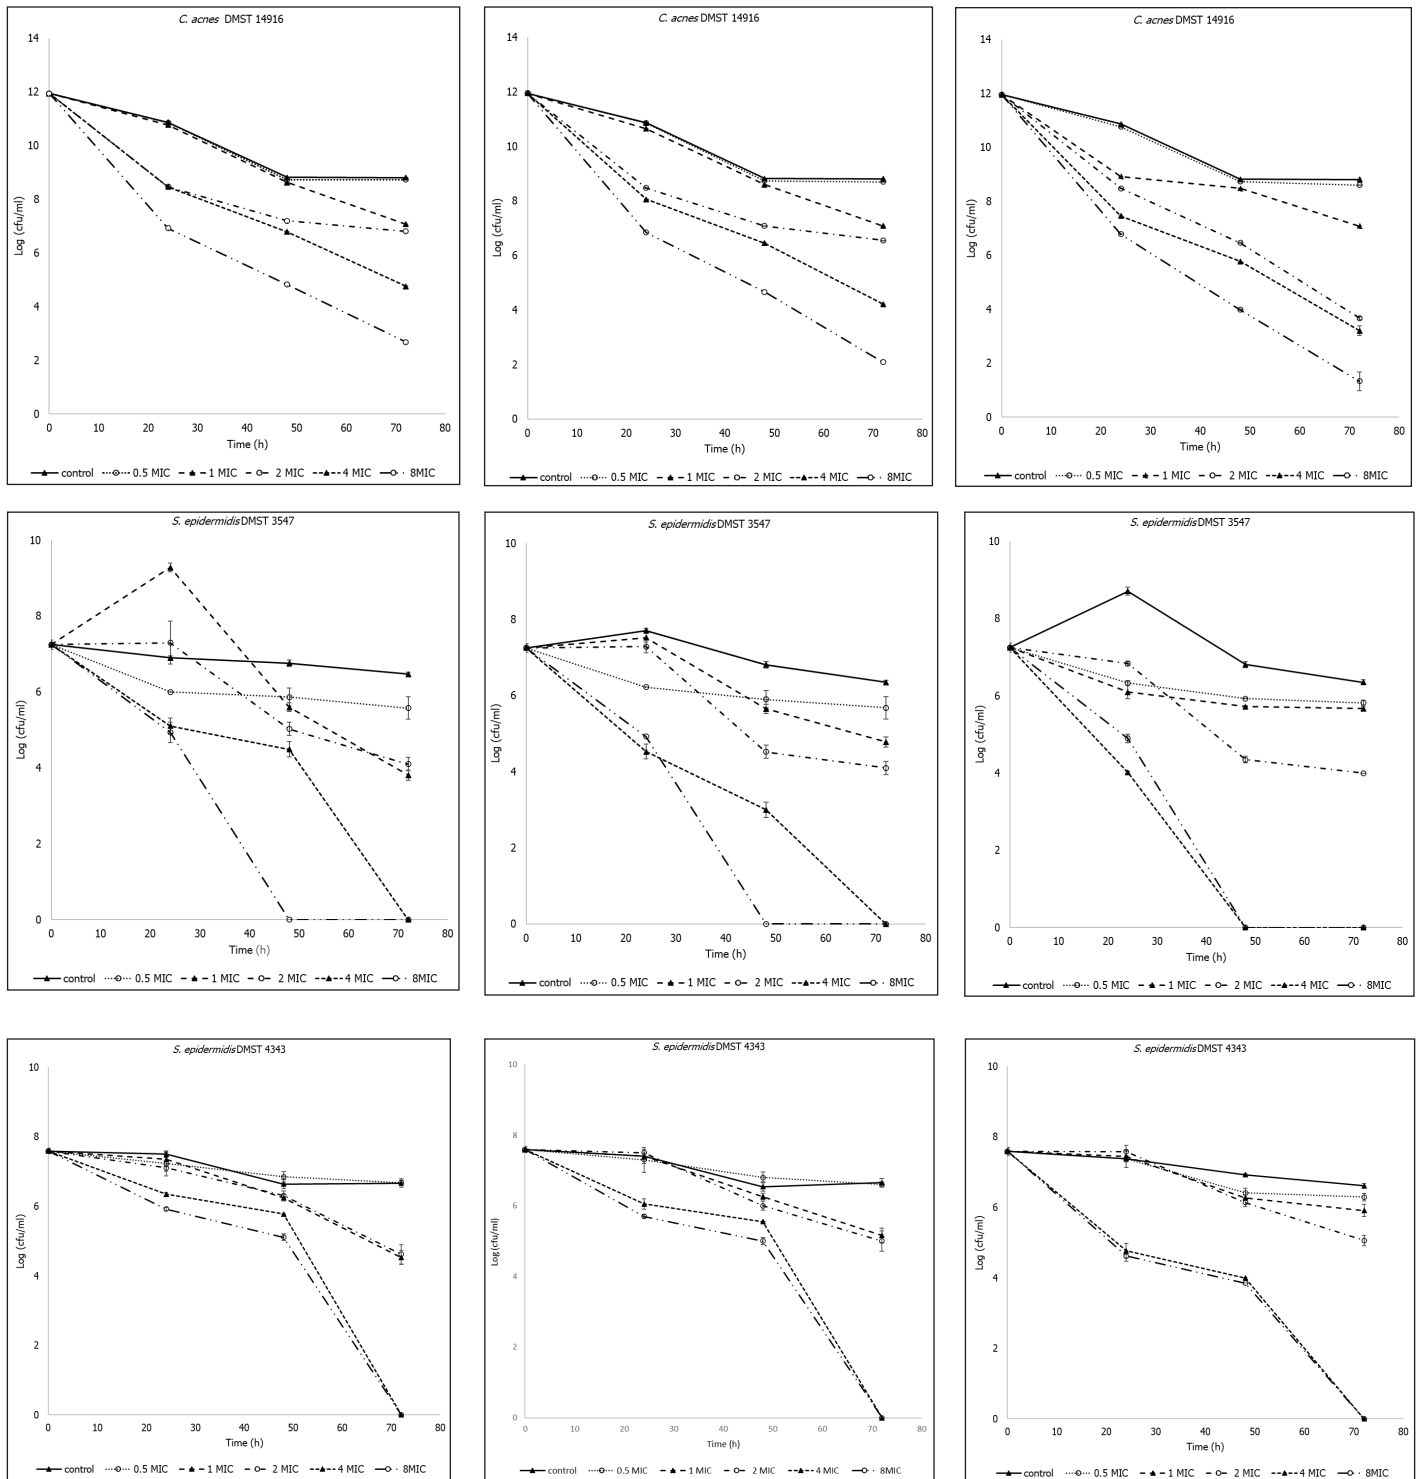 C. acnes DMST 14916
14
12
10
8
6
4
2
0
Log (cfu/ml)
0 10 20 30 40 50 60 70 80
Time (h)
control 0.5 MIC 1 MIC 2 MIC 4 MIC 8MIC
C. acnes DMST 14916
14
12
10
8
6
4
2
0
Log (cfu/ml)
0 10 20 30 40 50 60 70 80
Time (h)
control 0.5 MIC 1 MIC 2 MIC 4 MIC 8MIC
C. acnes DMST 14916
14
12
10
8
6
4
2
0
Log (cfu/ml)
0 10 20 30 40 50 60 70 80
Time (h)
control 0.5 MIC 1 MIC 2 MIC 4 MIC 8MIC
S. epidermidis DMST 3547
10
8
6
4
2
0
Log (cfu/ml)
0 10 20 30 40 50 60 70 80
Time (h)
control 0.5 MIC 1 MIC 2 MIC 4 MIC 8MIC
S. epidermidis DMST 3547
10
8
6
4
2
0
Log (cfu/ml)
0 10 20 30 40 50 60 70 80
Time (h)
control 0.5 MIC 1 MIC 2 MIC 4 MIC 8MIC
S. epidermidis DMST 3547
10
8
6
4
2
0
Log (cfu/ml)
0 10 20 30 40 50 60 70 80
Time (h)
control 0.5 MIC 1 MIC 2 MIC 4 MIC 8MIC
S. epidermidis DMST 4343
10
8
6
4
2
0
Log (cfu/ml)
0 10 20 30 40 50 60 70 80
Time (h)
control 0.5 MIC 1 MIC 2 MIC 4 MIC 8MIC
S. epidermidis DMST 4343
10
8
6
4
2
0
Log (cfu/ml)
0 10 20 30 40 50 60 70 80
Time (h)
control 0.5 MIC 1 MIC 2 MIC 4 MIC 8MIC
S. epidermidis DMST 4343
10
8
6
4
2
0
Log (cfu/ml)
0 10 20 30 40 50 60 70 80
Time (h)
control 0.5 MIC 1 MIC 2 MIC 4 MIC 8MIC